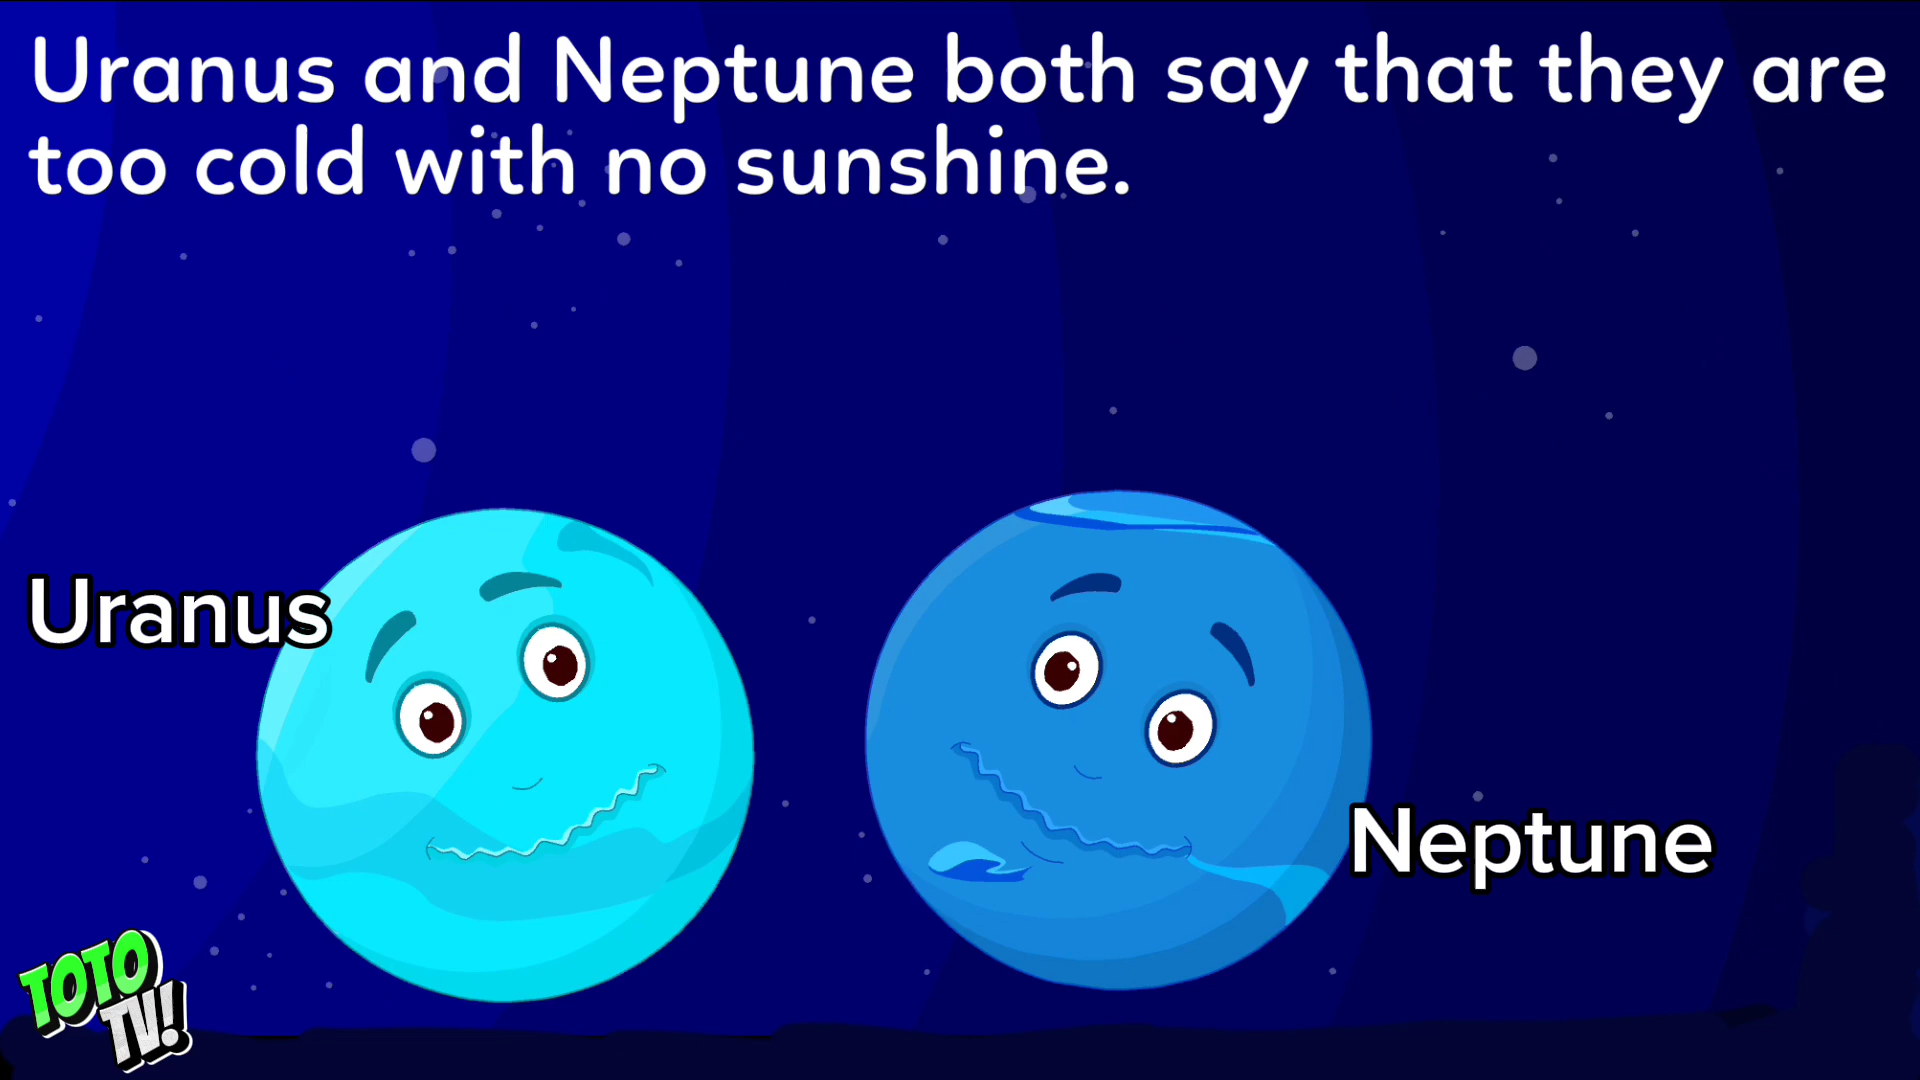 Uranus and Neptune both say that they are
too cold with no sunshine.
Uranus
Neptune
TOTO
TV!